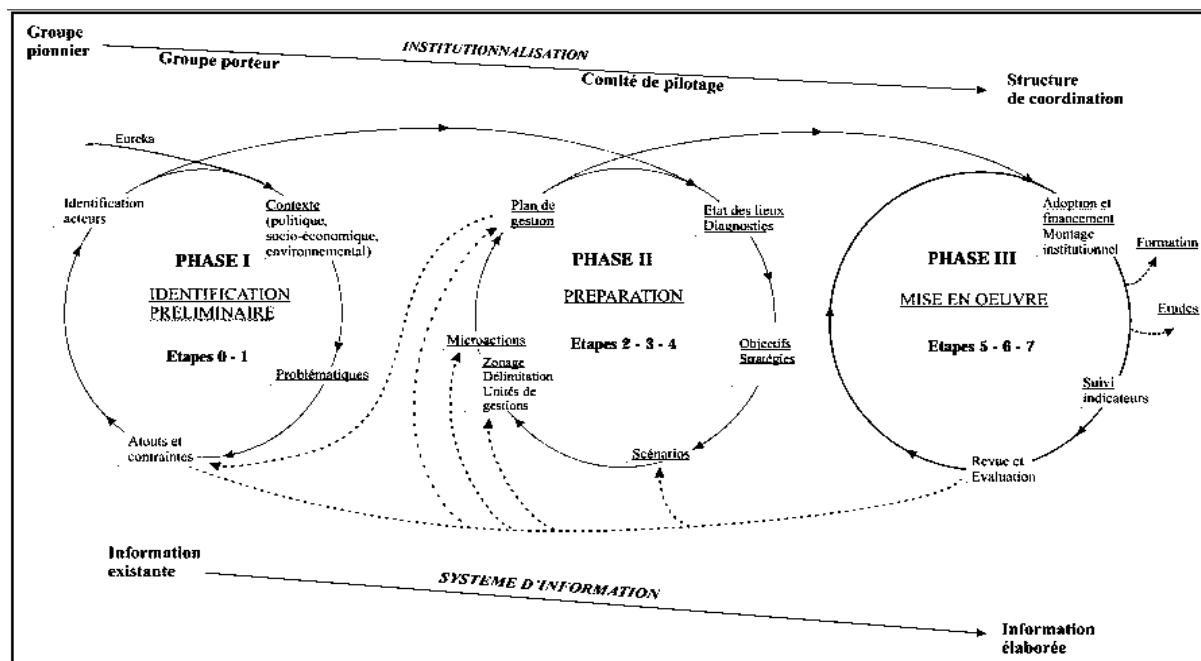 Groupe
pionnier
INSTITUTIONNALISATION
Groupe porteur
Comité de pilotage
Structure
de coordination
Eureka
Identification
acteurs
Contexte
(politique,
socio-économique,
environnemental)
PHASE I
IDENTIFICATION
PRELIMINAIRE
Etapes 0 - 1
Problématiques
Atouts et
contraintes
Plan de
gestion
Etat des lieux
Diagnostics
PHASE II
PREPARATION
Etapes 2 - 3 - 4
Microactions
Zonage
Délimitation
Unités de
gestions
Objectifs
Stratégies
Scénarios
Adoption et
financement
Montage
institutionnel
Formation
PHASE III
MISE EN OEUVRE
Etapes 5 - 6 - 7
Etudes
Suivi
indicateurs
Revue et
Evaluation
Information
existante
SYSTEME D'INFORMATION
Information
élaborée